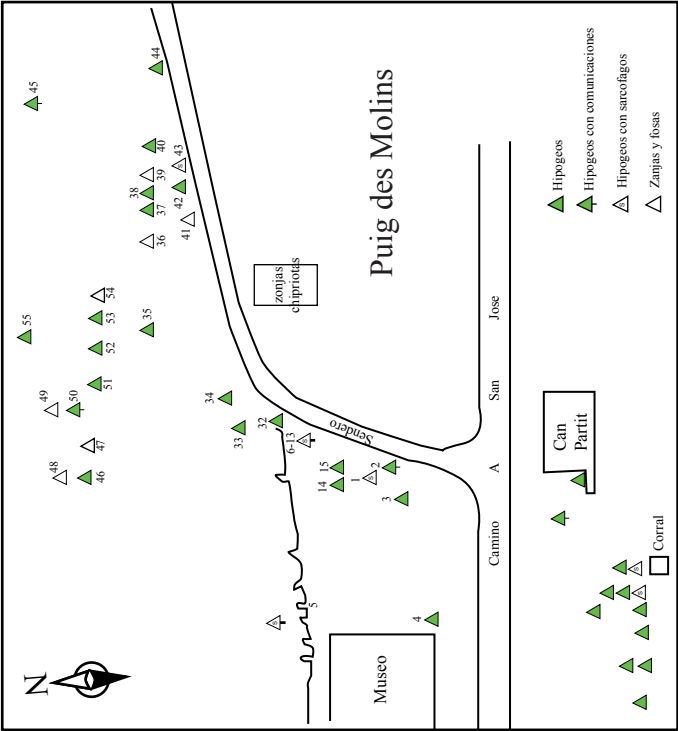 N
45
44
40
43
39
38
42
37
41
36
54
55
53
35
52
51
49
50
34
33
32
47
48
46
6-13
15
14
1
2
3
4
5
s
s
s
s
s
s
Puig des Molins
zonjas
chipriotas
Sendero
Camino A San Jose
Museo
Can
Partit
Corral
Hipogeos
Hipogeos con comunicaciones
s Hipogeos con sarcofagos
Zanjas y fosas